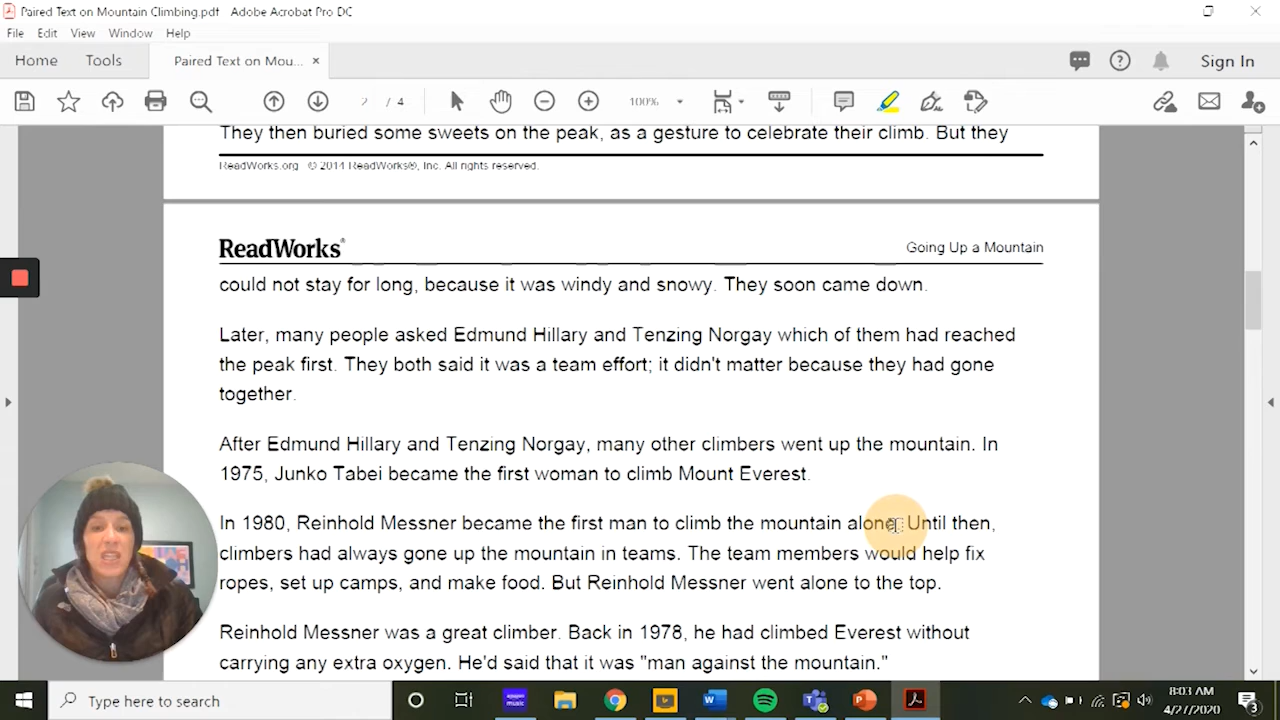 Paired Text on Mountain Climbing.pdf - Adobe Acrobat Pro DC
File Edit View Window Help
Home Tools Paired Text on Mou... × Sign In
2 / 4 100%
They then buried some sweets on the peak, as a gesture to celebrate their climb. But they
ReadWorks.org © 2014 ReadWorks®, Inc. All rights reserved.
ReadWorks® Going Up a Mountain
could not stay for long, because it was windy and snowy. They soon came down.
Later, many people asked Edmund Hillary and Tenzing Norgay which of them had reached
the peak first. They both said it was a team effort; it didn't matter because they had gone
together.
After Edmund Hillary and Tenzing Norgay, many other climbers went up the mountain. In
1975, Junko Tabei became the first woman to climb Mount Everest.
In 1980, Reinhold Messner became the first man to climb the mountain alone. Until then,
climbers had always gone up the mountain in teams. The team members would help fix
ropes, set up camps, and make food. But Reinhold Messner went alone to the top.
Reinhold Messner was a great climber. Back in 1978, he had climbed Everest without
carrying any extra oxygen. He'd said that it was "man against the mountain."
Type here to search
amazon
music
8:03 AM
4/27/2020
3